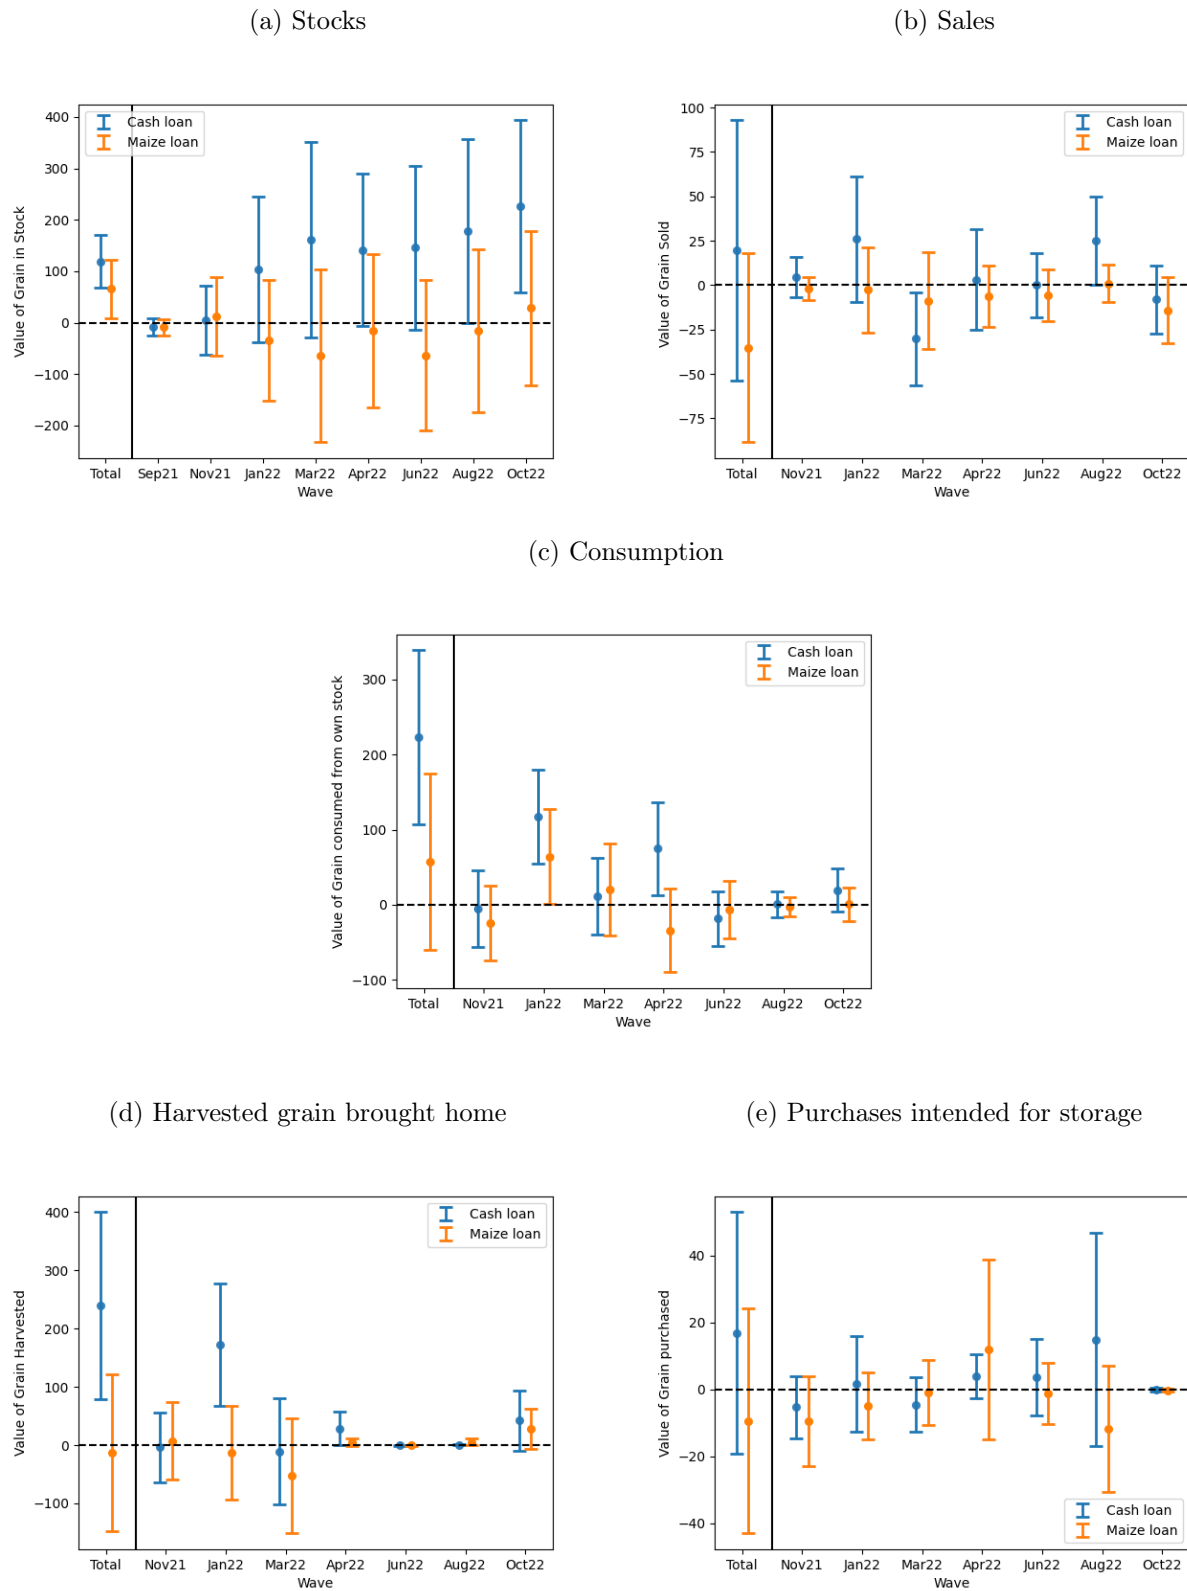 (a) Stocks
400
300
200
100
0
−100
−200
Value of Grain in Stock
Cash loan
Maize loan
Total Sep21 Nov21 Jan22 Mar22 Apr22 Jun22 Aug22 Oct22
Wave
(b) Sales
100
75
50
25
0
−25
−50
−75
Value of Grain Sold
Cash loan
Maize loan
Total Nov21 Jan22 Mar22 Apr22 Jun22 Aug22 Oct22
Wave
(c) Consumption
300
200
100
0
−100
Value of Grain consumed from own stock
Cash loan
Maize loan
Total Nov21 Jan22 Mar22 Apr22 Jun22 Aug22 Oct22
Wave
(d) Harvested grain brought home
400
300
200
100
0
−100
Value of Grain Harvested
Cash loan
Maize loan
Total Nov21 Jan22 Mar22 Apr22 Jun22 Aug22 Oct22
Wave
(e) Purchases intended for storage
40
20
0
−20
−40
Value of Grain purchased
Cash loan
Maize loan
Total Nov21 Jan22 Mar22 Apr22 Jun22 Aug22 Oct22
Wave